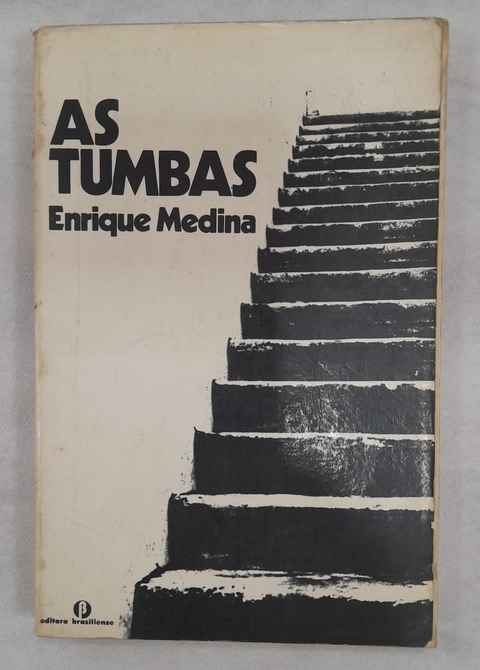 AS
TUMBAS
Enrique Medina
B
editora brasiliense